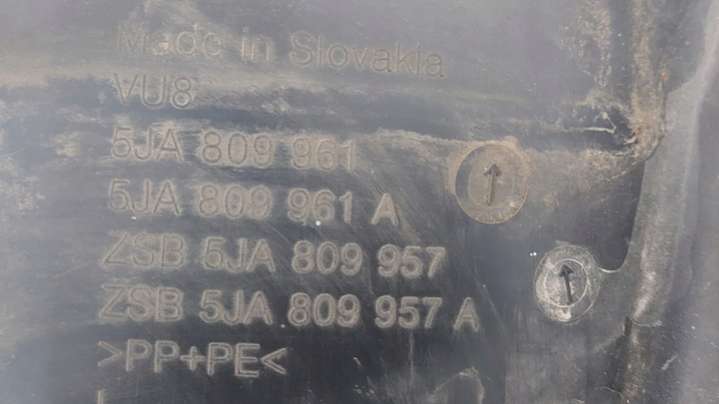 Made in Slovakia
VU8
5JA 809 961
5JA 809 961 A
ZSB 5JA 809 957
ZSB 5JA 809 957 A
>PP+PE<